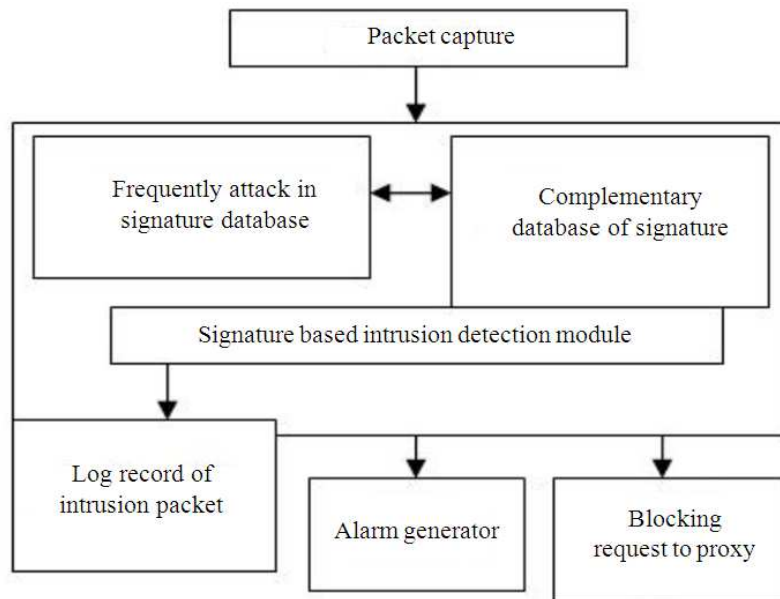 Packet capture
Frequently attack in
signature database
Complementary
database of signature
Signature based intrusion detection module
Log record of
intrusion packet
Alarm generator
Blocking
request to proxy